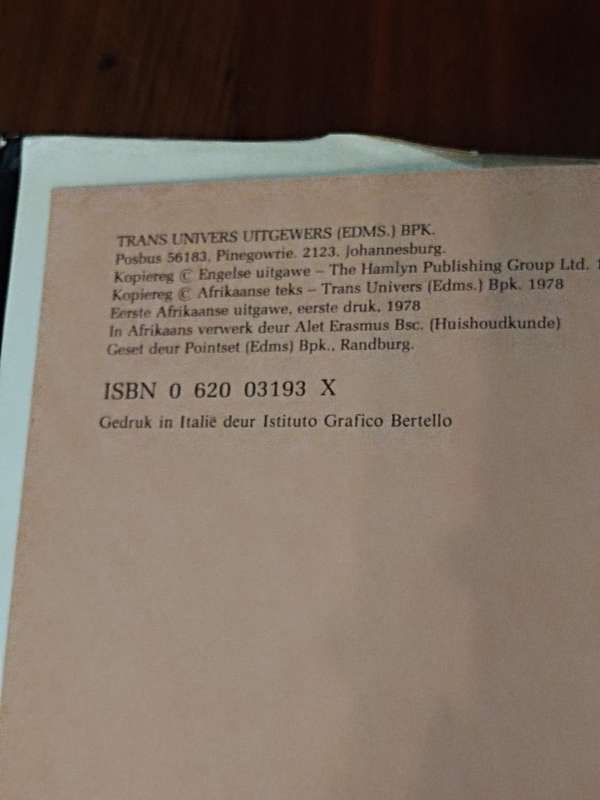 TRANS UNIVERS UITGEWERS (EDMS.) BPK.
Posbus 56183, Pinegowrie. 2123. Johannesburg.
Kopiereg © Engelse uitgawe – The Hamlyn Publishing Group Ltd.
Kopiereg © Afrikaanse teks – Trans Univers (Edms.) Bpk. 1978
Eerste Afrikaanse uitgawe, eerste druk, 1978
In Afrikaans verwerk deur Alet Erasmus Bsc. (Huishoudkunde)
Geset deur Pointset (Edms) Bpk., Randburg.
ISBN 0 620 03193 X
Gedruk in Italië deur Istituto Grafico Bertello